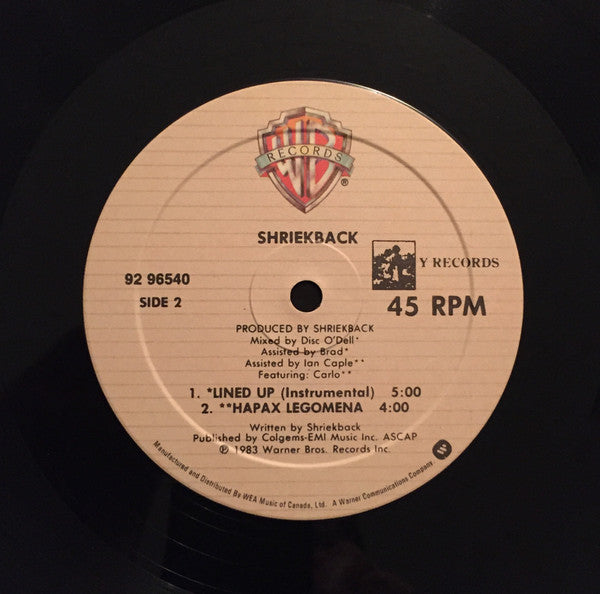 WB
RECORDS
®
SHRIEKBACK
Y RECORDS
92 96540
SIDE 2
45 RPM
PRODUCED BY SHRIEKBACK
Mixed by Disc O'Dell*
Assisted by Brad*
Assisted by Ian Caple**
Featuring: Carlo**
1. *LINED UP (Instrumental) 5:00
2. **HAPAX LEGOMENA 4:00
Written by Shriekback
Published by Colgems-EMI Music Inc. ASCAP
℗ 1983 Warner Bros. Records Inc.
Manufactured and Distributed By WEA Music of Canada, Ltd. A Warner Communications Company.